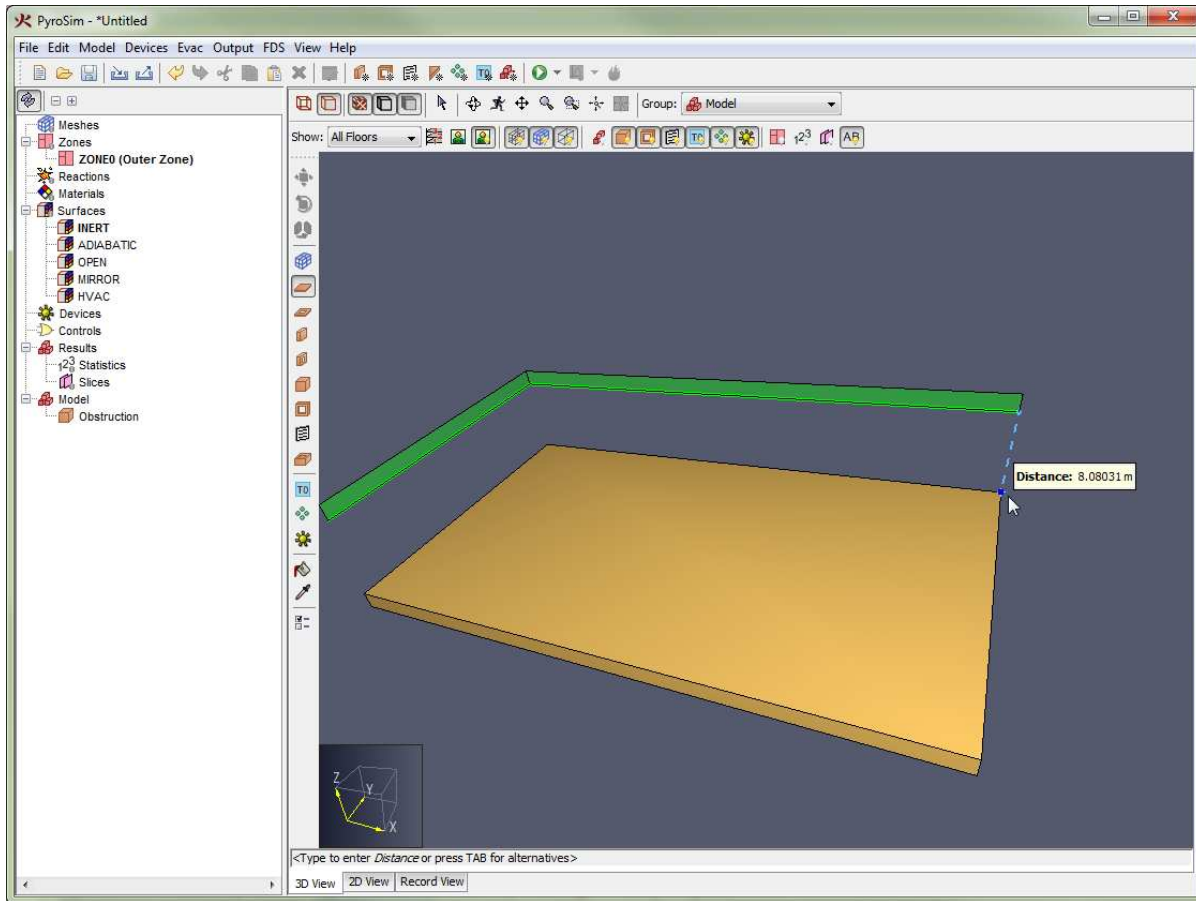 PyroSim - *Untitled
File Edit Model Devices Evac Output FDS View Help
Group: Model
Show: All Floors
Meshes
Zones
ZONE0 (Outer Zone)
Reactions
Materials
Surfaces
INERT
ADIABATIC
OPEN
MIRROR
HVAC
Devices
Controls
Results
Statistics
Slices
Model
Obstruction
Distance: 8.08031 m
Z
Y
X
<Type to enter Distance or press TAB for alternatives>
3D View 2D View Record View